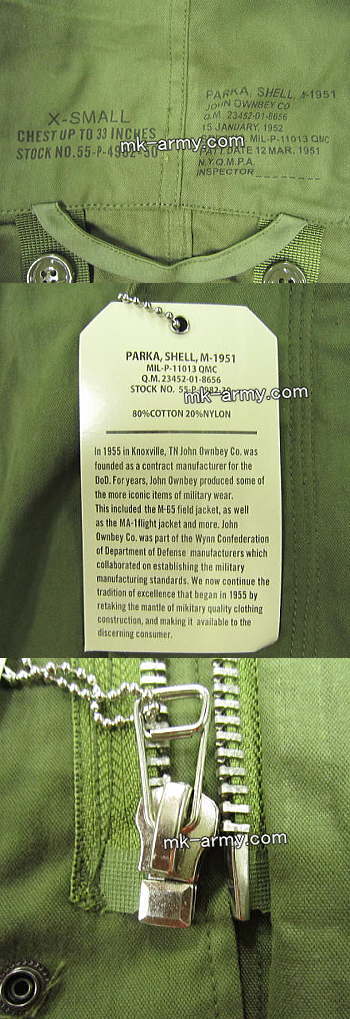 X-SMALL
CHEST UP TO 33 INCHES
STOCK NO. 55-P-4982-30
PARKA, SHELL, M-1951
JOHN OWNBEY CO
Q.M. 23452-01-8656
15 JANUARY, 1952
MIL-P-11013 QMC
PATT DATE 12 MAR. 1951
N.Y.Q.M.P.A.
INSPECTOR
mk-army.com
PARKA, SHELL, M-1951
MIL-P-11013 QMC
Q.M. 23452-01-8656
STOCK NO. 55-P-4982-30
mk-army.com
80%COTTON 20%NYLON
In 1955 in Knoxville, TN John Ownbey Co. was
founded as a contract manufacturer for the
DoD. For years, John Ownbey produced some of
the more iconic items of military wear.
This included the M-65 field jacket, as well
as the MA-1flight jacket and more. John
Ownbey Co. was part of the Wynn Confederation
of Department of Defense manufacturers which
collaborated on establishing the military
manufacturing standards. We now continue the
tradition of excellence that began in 1955 by
retaking the mantle of mikitary quality clothing
construction, and making it available to the
discerning consumer.
mk-army.com